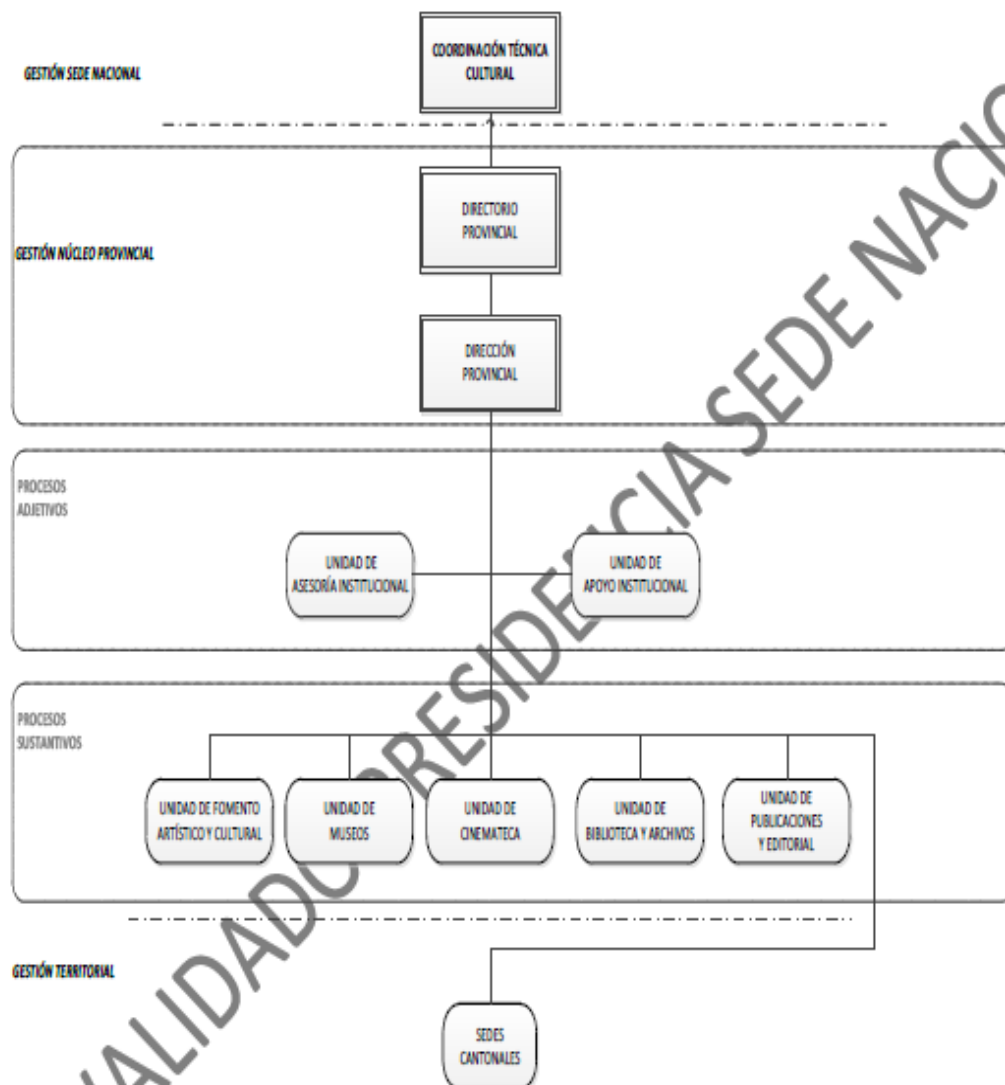 COORDINACIÓN TÉCNICA
CULTURAL
GESTIÓN SEDE NACIONAL
DIRECTORIO
PROVINCIAL
GESTIÓN NÚCLEO PROVINCIAL
DIRECCIÓN
PROVINCIAL
PROCESOS
ADJETIVOS
UNIDAD DE
ASESORÍA INSTITUCIONAL
UNIDAD DE
APOYO INSTITUCIONAL
PROCESOS
SUSTANTIVOS
UNIDAD DE FOMENTO
ARTÍSTICO Y CULTURAL
UNIDAD DE
MUSEOS
UNIDAD DE
CINEMATECA
UNIDAD DE
BIBLIOTECA Y ARCHIVOS
UNIDAD DE
PUBLICACIONES
Y EDITORIAL
GESTIÓN TERRITORIAL
SEDES
CANTONALES
VALIDADO PRESIDENCIA SEDE NACIO